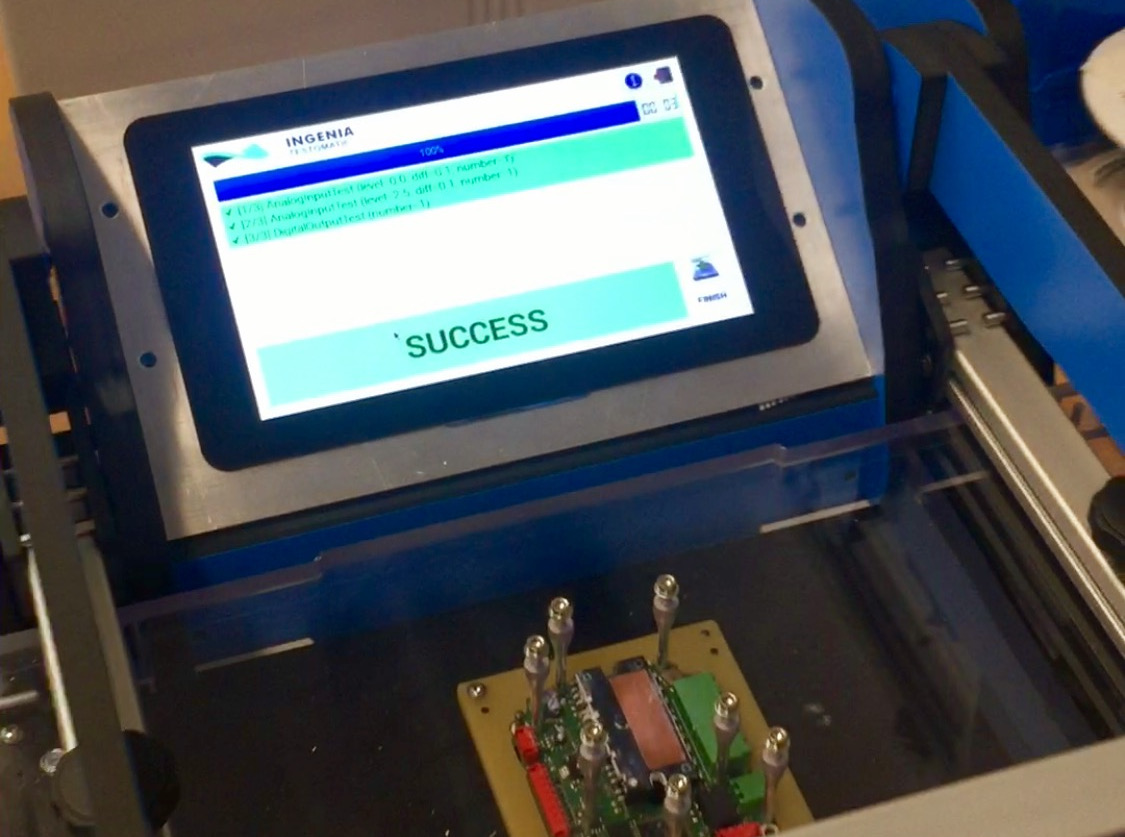 INGENIA
TESTOMATIC
00:03
100%
✓ [1/3] AnalogInputTest (level: 0.0, diff: 0.1, number: 1)
✓ [2/3] AnalogInputTest (level: 2.5, diff: 0.1, number: 1)
✓ [3/3] DigitalOutputTest (number: 1)
FINISH
SUCCESS